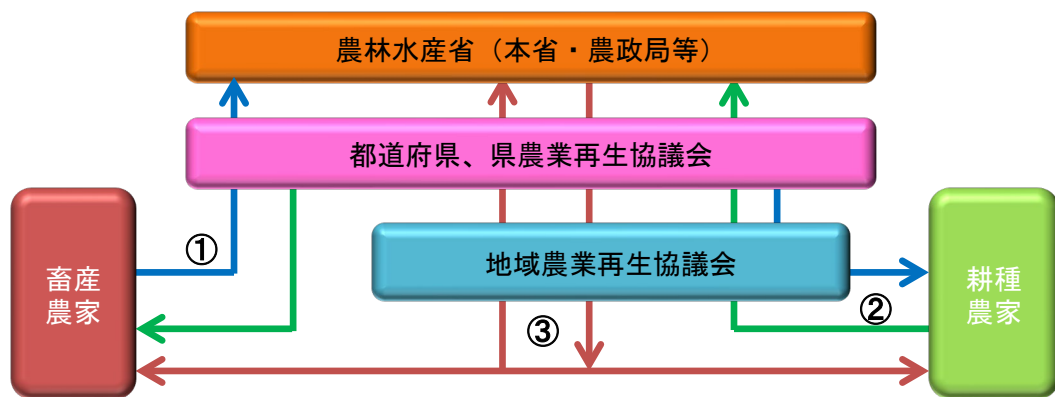 農林水産省（本省・農政局等）
都道府県、県農業再生協議会
①
地域農業再生協議会
畜産
農家
耕種
農家
②
③